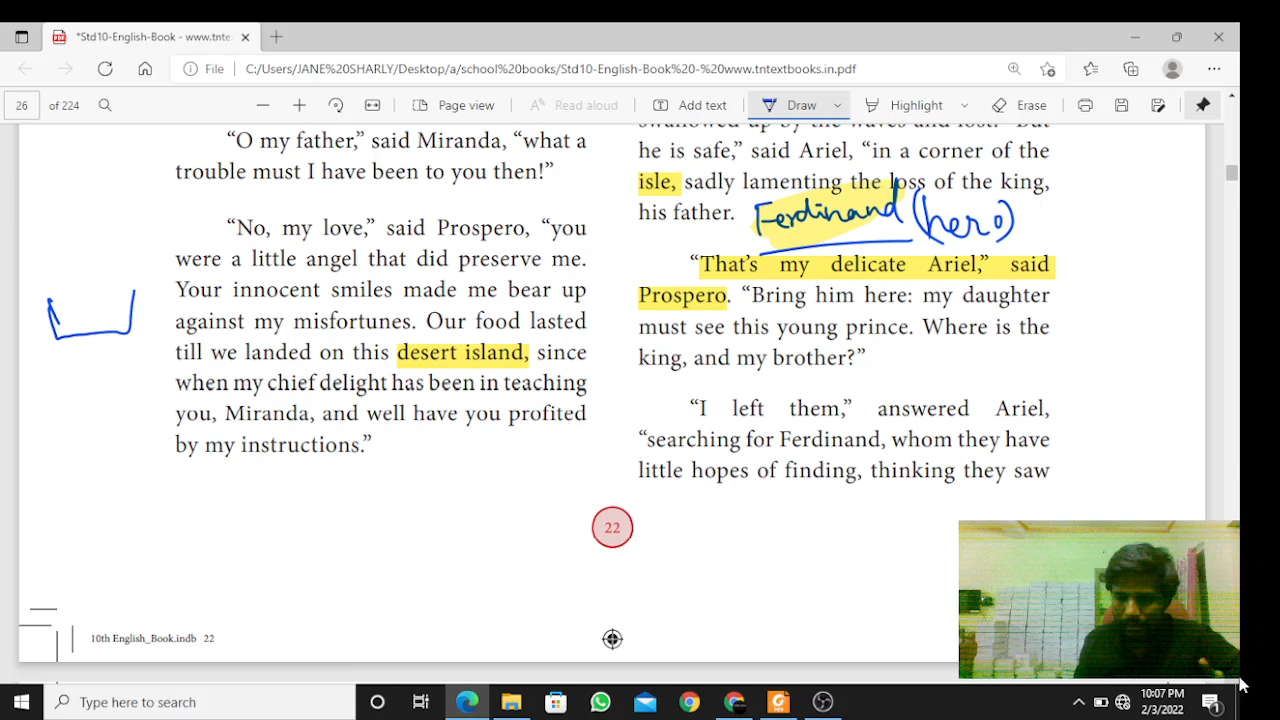 *Std10-English-Book - www.tnte
File
C:/Users/JANE%20SHARLY/Desktop/a/school%20books/Std10-English-Book%20-%20www.tntextbooks.in.pdf
26 of 224
Page view
Read aloud
Add text
Draw
Highlight
Erase
“O my father,” said Miranda, “what a
trouble must I have been to you then!”
“No, my love,” said Prospero, “you
were a little angel that did preserve me.
Your innocent smiles made me bear up
against my misfortunes. Our food lasted
till we landed on this desert island, since
when my chief delight has been in teaching
you, Miranda, and well have you profited
by my instructions.”
swallowed up by the waves and lost. But
he is safe,” said Ariel, “in a corner of the
isle, sadly lamenting the loss of the king,
his father.
Ferdinand (hero)
“That’s my delicate Ariel,” said
Prospero. “Bring him here: my daughter
must see this young prince. Where is the
king, and my brother?”
“I left them,” answered Ariel,
“searching for Ferdinand, whom they have
little hopes of finding, thinking they saw
22
10th English_Book.indb 22
Type here to search
10:07 PM
2/3/2022
1